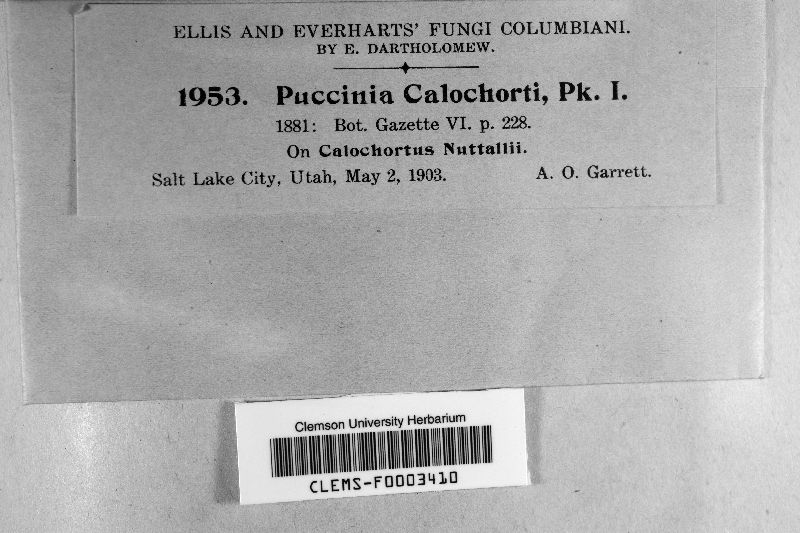 ELLIS AND EVERHARTS' FUNGI COLUMBIANI.
BY E. DARTHOLOMEW.
1953. Puccinia Calochorti, Pk. I.
1881: Bot. Gazette VI. p. 228.
On Calochortus Nuttallii.
Salt Lake City, Utah, May 2, 1903. A. O. Garrett.
Clemson University Herbarium
CLEMS-F0003410